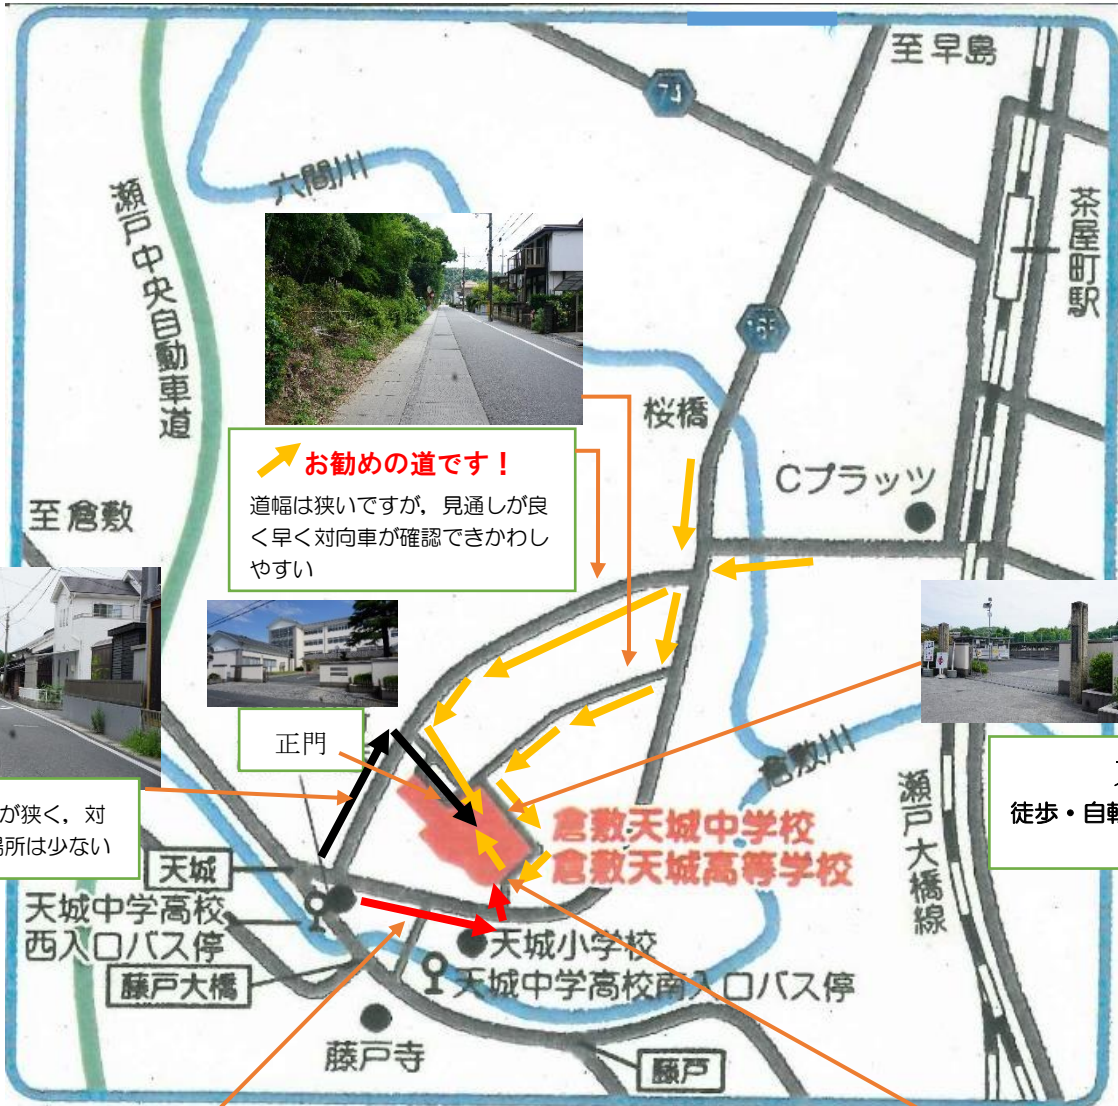 至早島
74
六間川
瀬戸中央自動車道
茶屋町駅
桜橋
Cプラッツ
お勧めの道です！
道幅は狭いですが，見通しが良
く早く対向車が確認できかわし
やすい
至倉敷
正門
倉敷川
瀬戸大橋線
が狭く，対
場所は少ない
徒歩・自転
倉敷天城中学校
倉敷天城高等学校
天城
天城中学高校
西入口バス停
藤戸大橋
天城小学校
天城中学高校南入口バス停
藤戸寺
藤戸